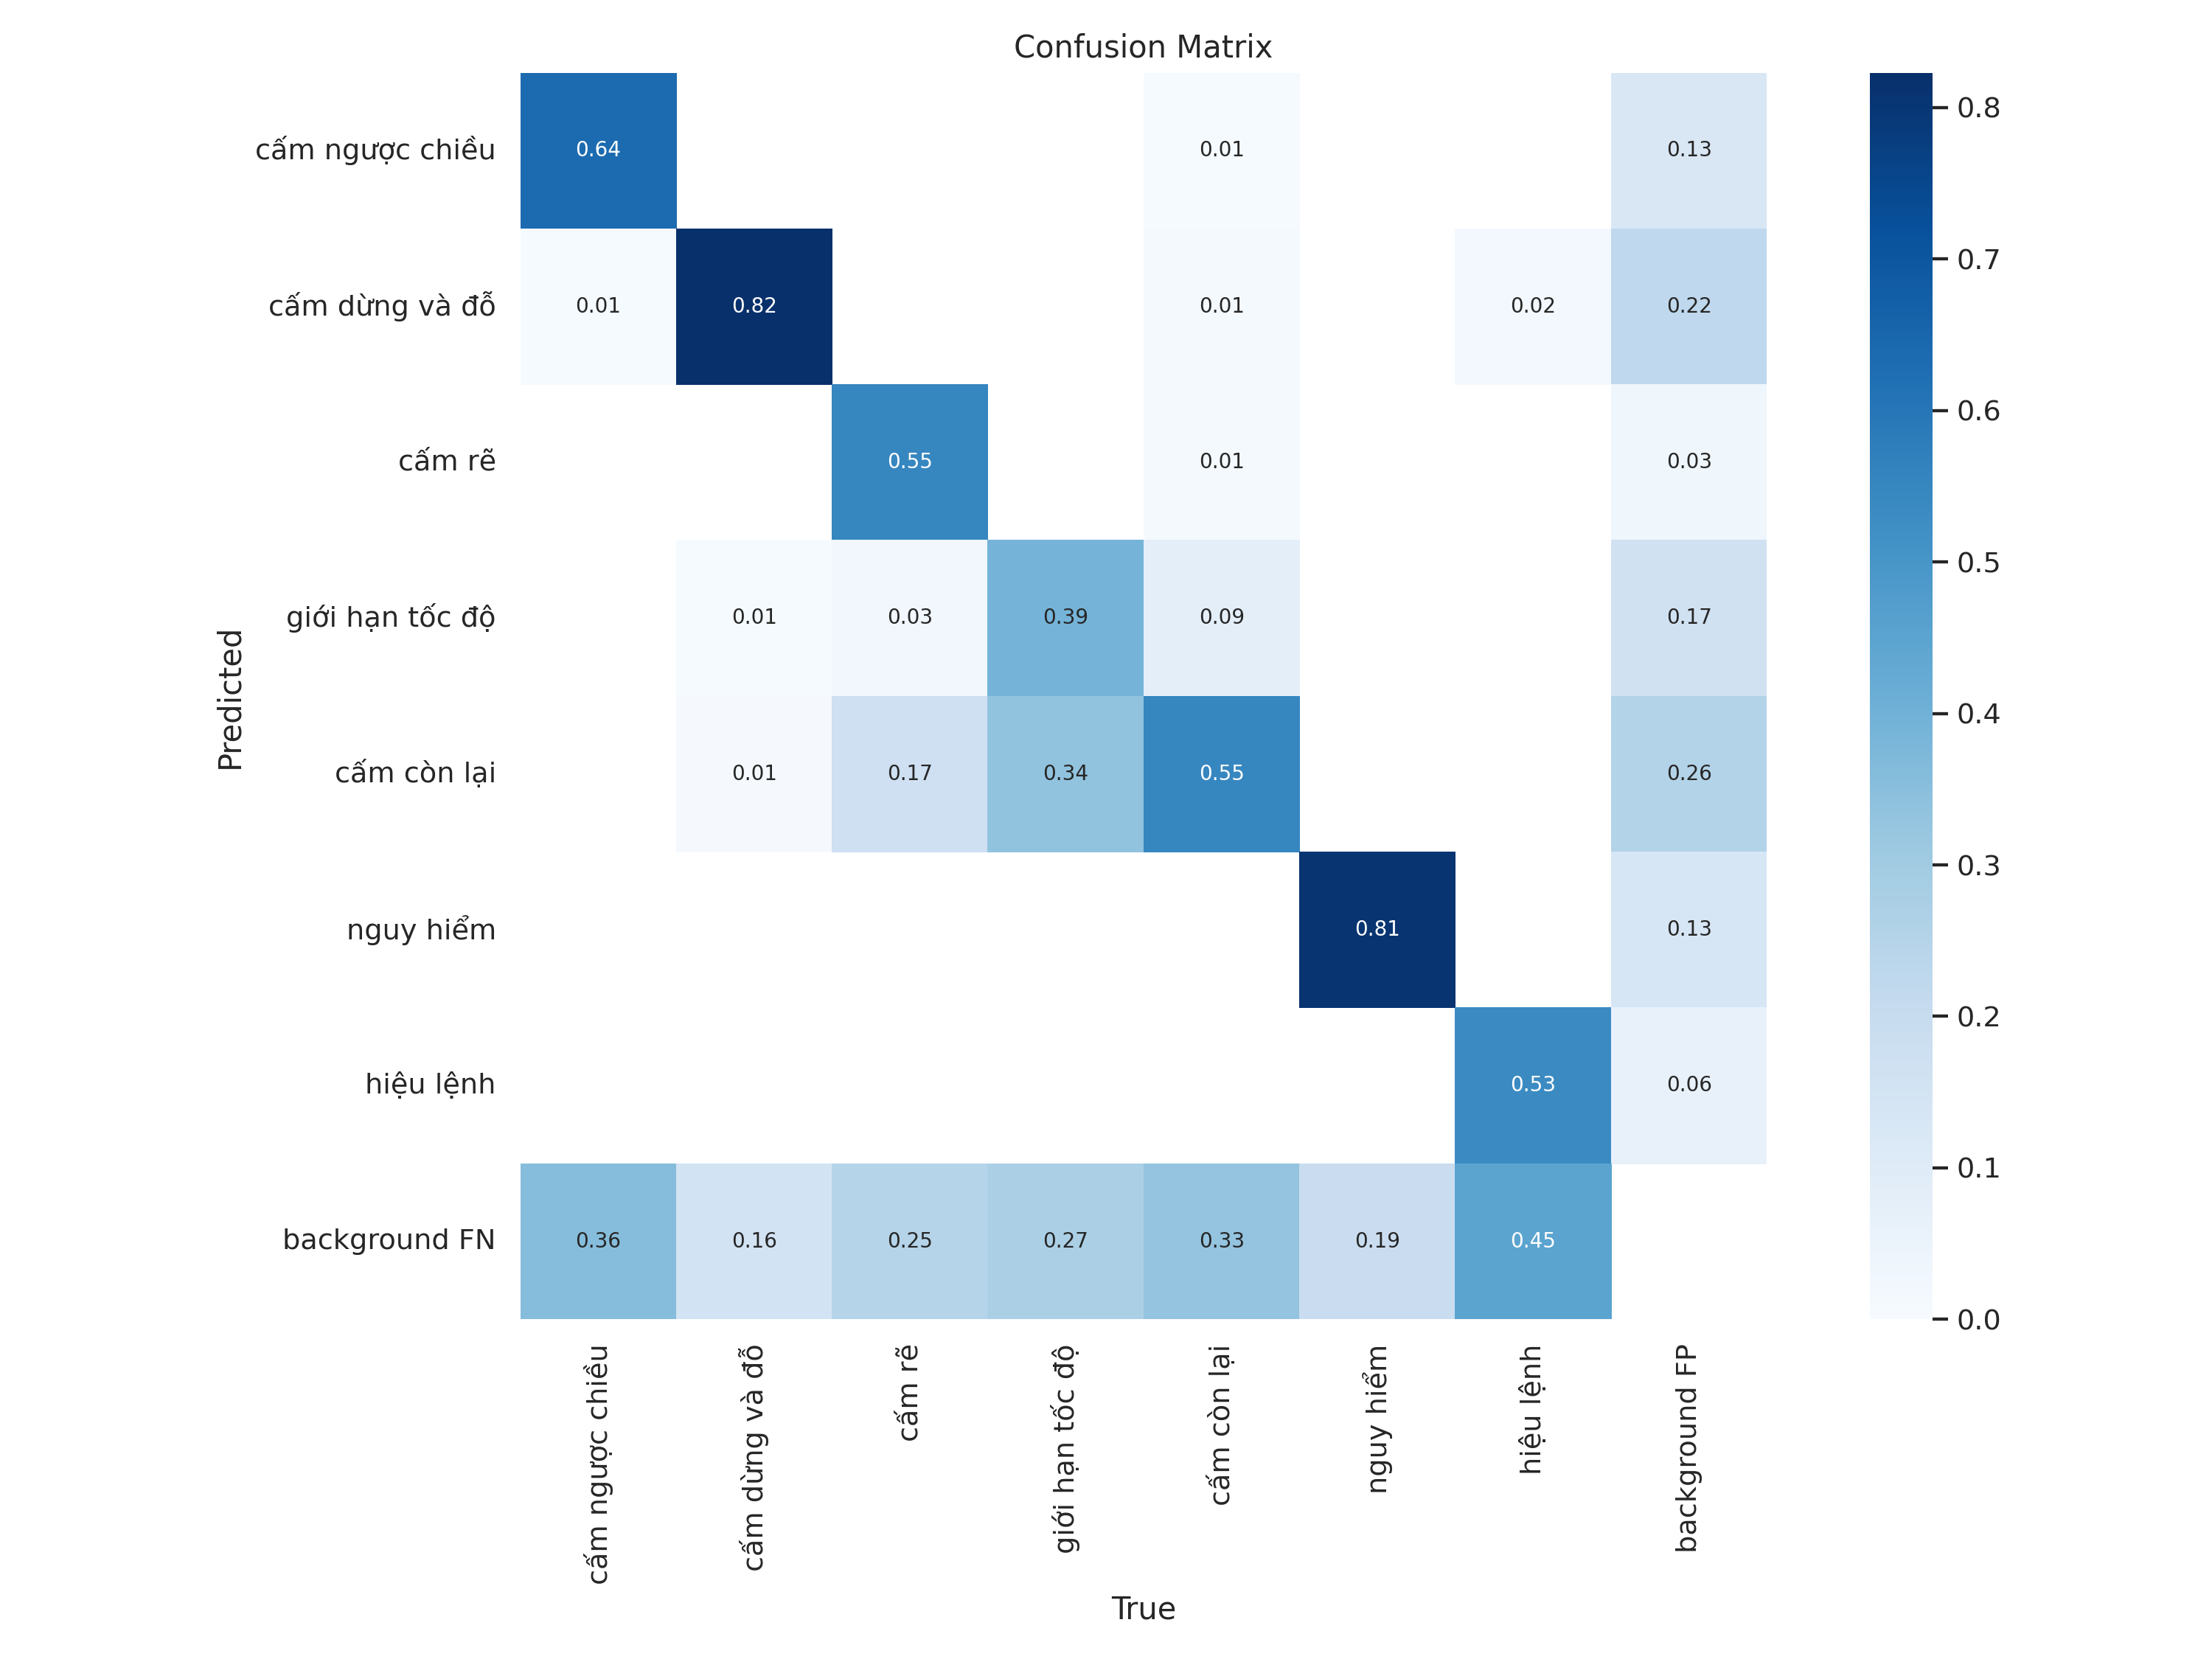 Confusion Matrix
cấm ngược chiều 0.64 0.01 0.13
cấm dừng và đỗ 0.01 0.82 0.01 0.02 0.22
cấm rẽ 0.55 0.01 0.03
giới hạn tốc độ 0.01 0.03 0.39 0.09 0.17
cấm còn lại 0.01 0.17 0.34 0.55 0.26
nguy hiểm 0.81 0.13
hiệu lệnh 0.53 0.06
background FN 0.36 0.16 0.25 0.27 0.33 0.19 0.45
Predicted
cấm ngược chiều
cấm dừng và đỗ
cấm rẽ
giới hạn tốc độ
cấm còn lại
nguy hiểm
hiệu lệnh
background FP
True
0.8
0.7
0.6
0.5
0.4
0.3
0.2
0.1
0.0